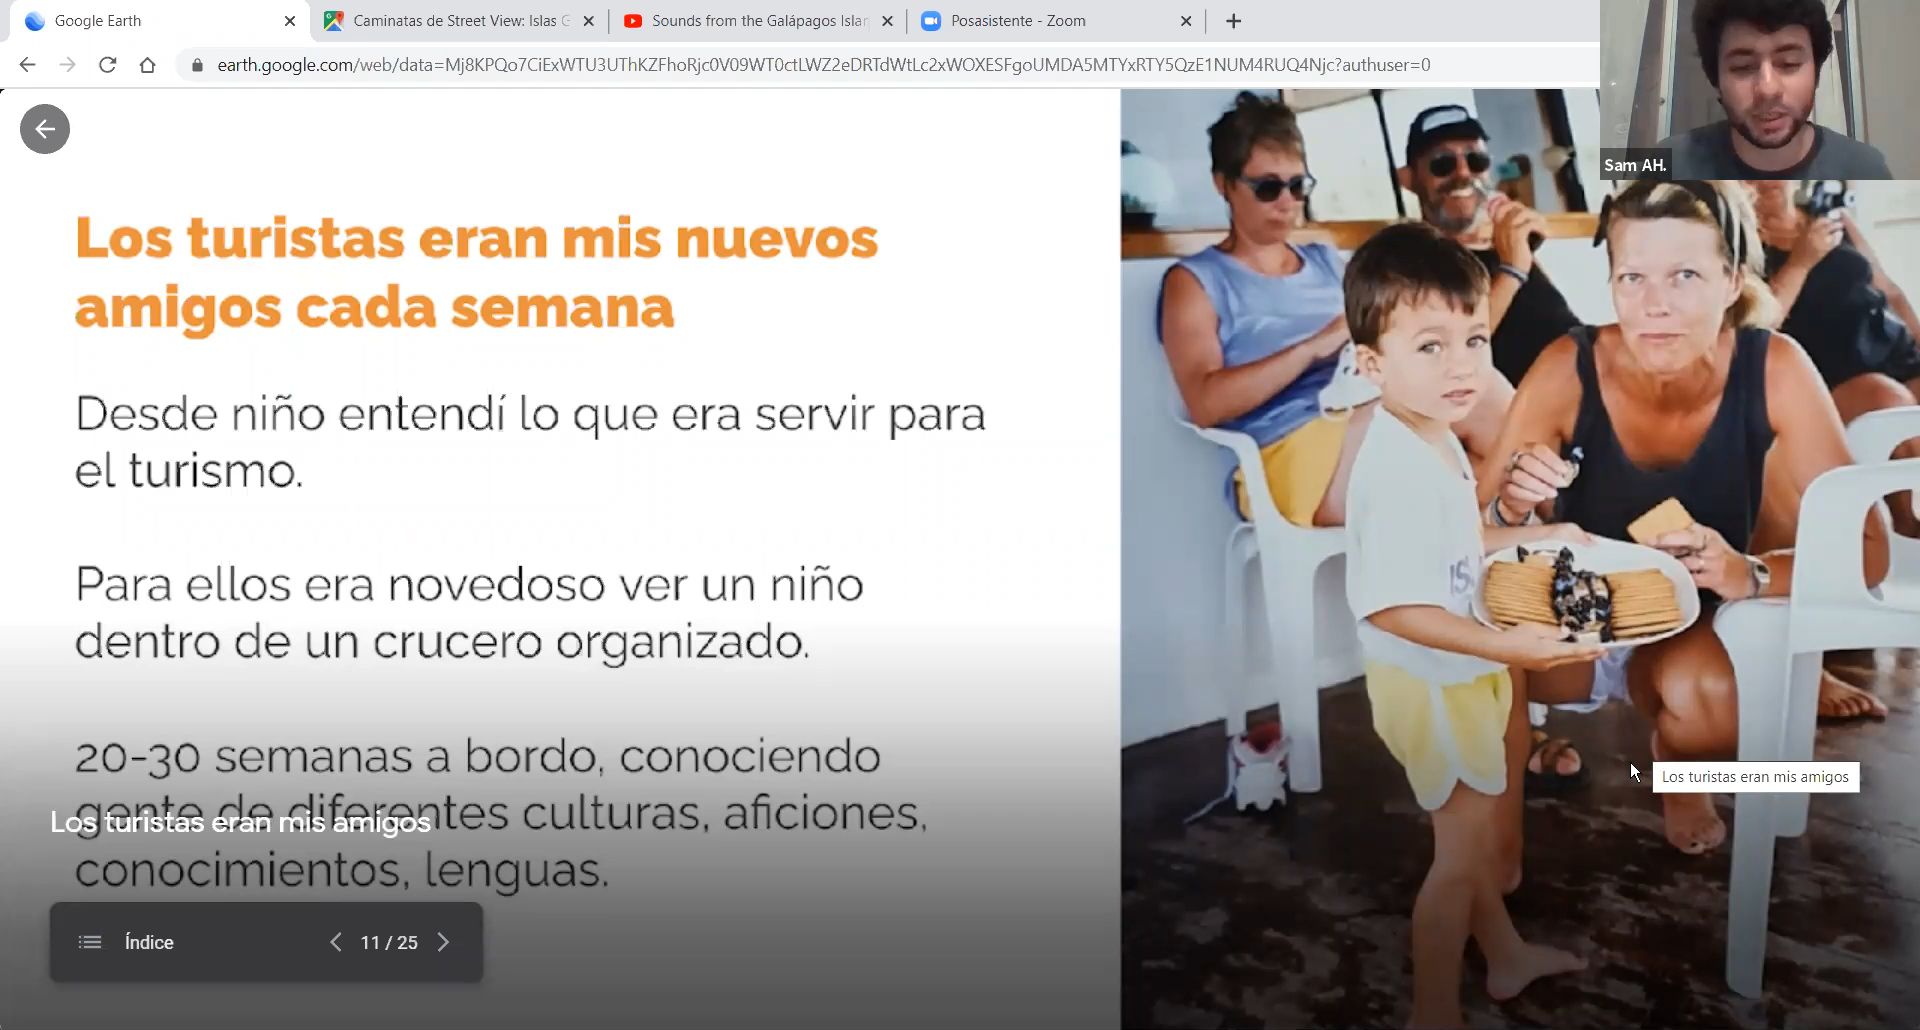 Google Earth
Caminatas de Street View: Islas G
Sounds from the Galápagos Islan
Posasistente - Zoom
earth.google.com/web/data=Mj8KPQo7CiExWTU3UThKZFhoRjc0V09WT0ctLWZ2eDRTdWtLc2xWOXESFgoUMDA5MTYxRTY5QzE1NUM4RUQ4Njc?authuser=0
Sam AH.
Los turistas eran mis nuevos
amigos cada semana
Desde niño entendí lo que era servir para
el turismo.
Para ellos era novedoso ver un niño
dentro de un crucero organizado.
20-30 semanas a bordo, conociendo
gente de diferentes culturas, aficiones,
conocimientos, lenguas.
Los turistas eran mis amigos
Los turistas eran mis amigos
Índice
11 / 25